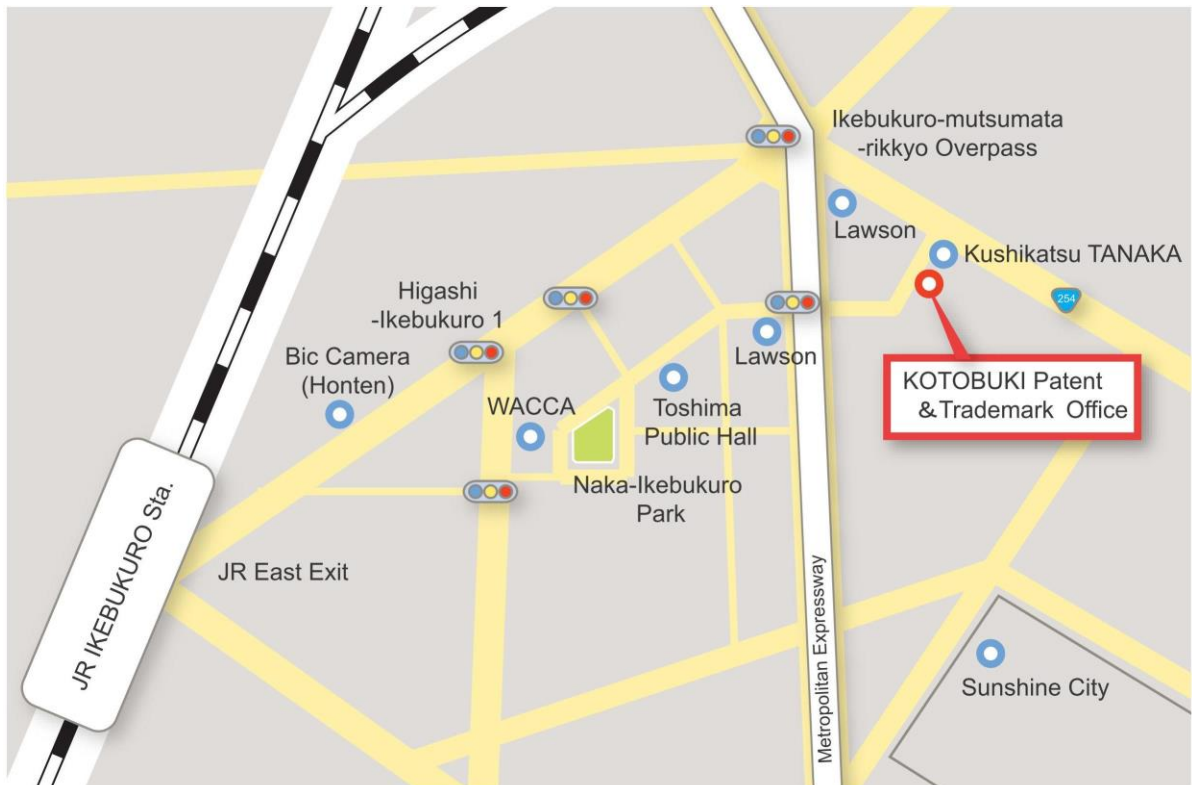 Ikebukuro-mutsumata
-rikkyo Overpass
Lawson
Kushikatsu TANAKA
254
Higashi
-Ikebukuro 1
Bic Camera
(Honten)
Lawson
WACCA
Toshima
Public Hall
KOTOBUKI Patent
&Trademark Office
Naka-Ikebukuro
Park
JR IKEBUKURO Sta.
JR East Exit
Metropolitan Expressway
Sunshine City